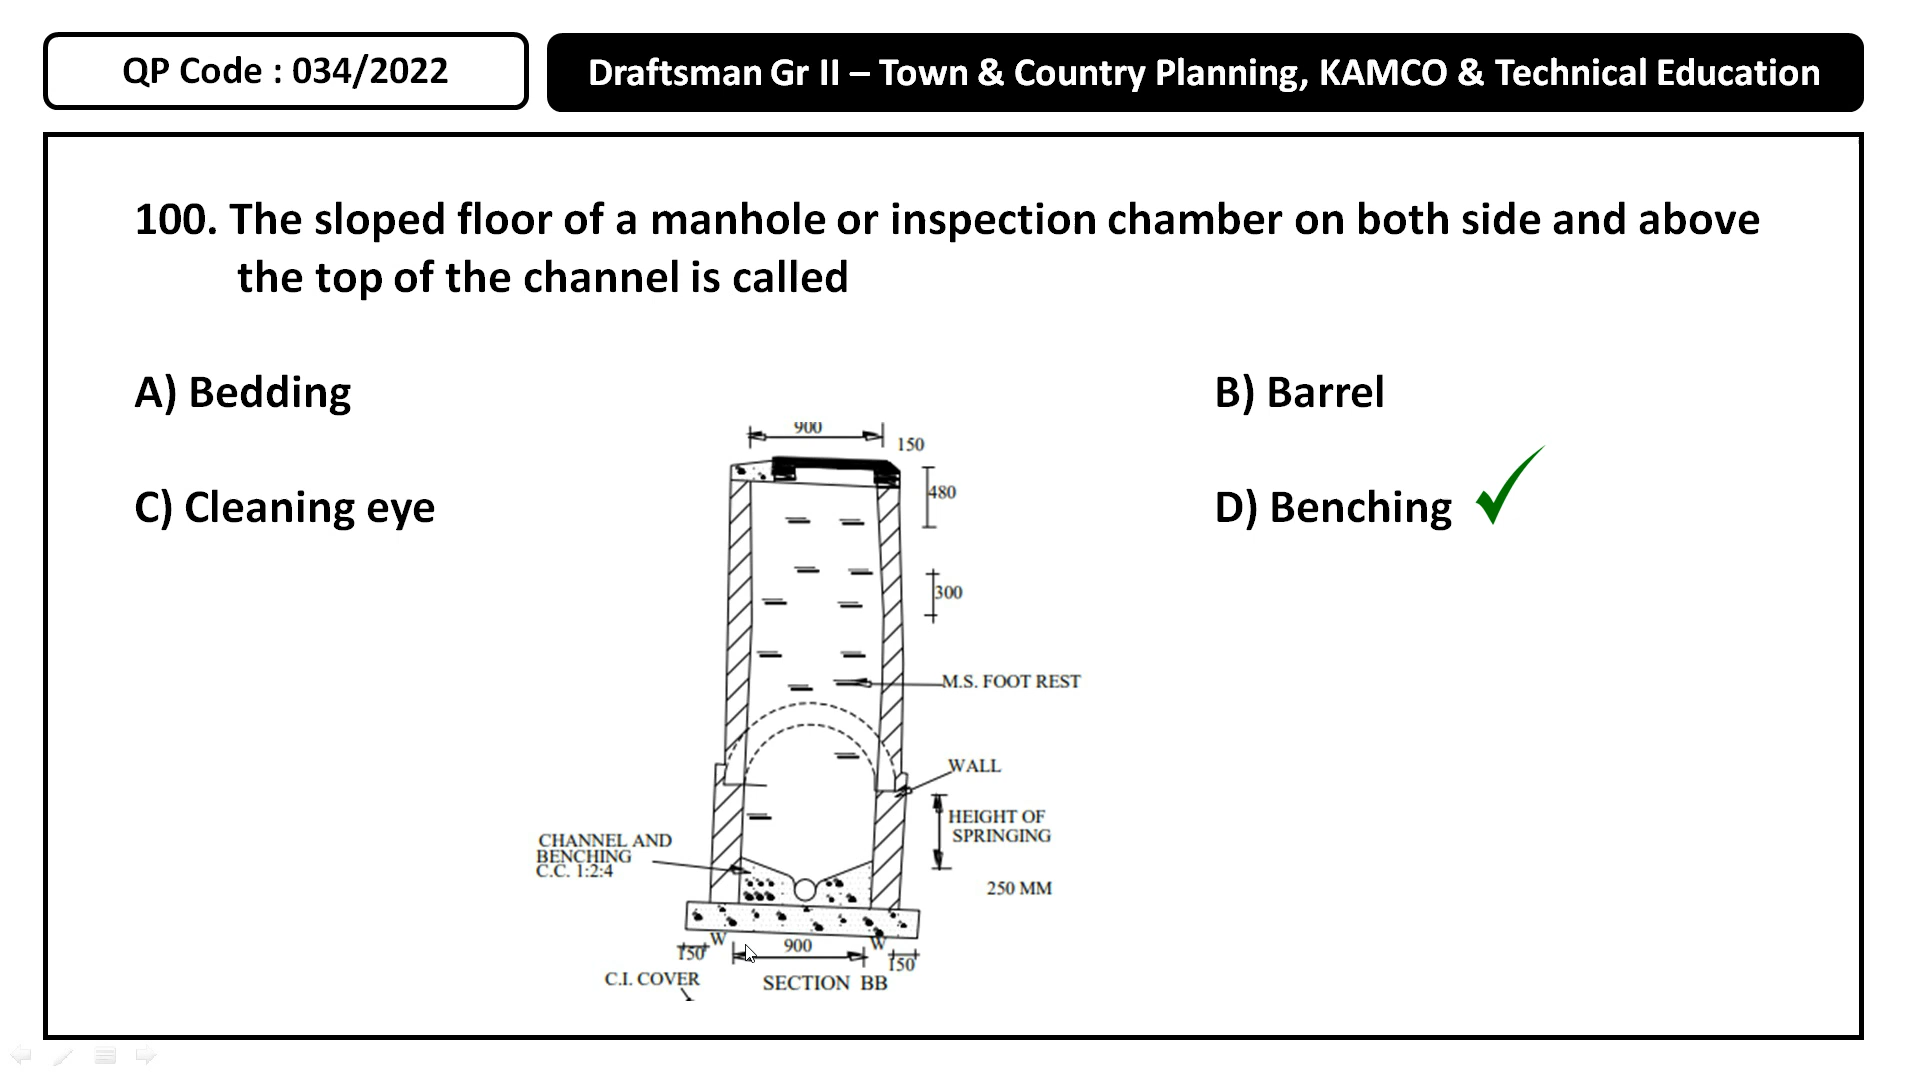 QP Code : 034/2022
Draftsman Gr II – Town & Country Planning, KAMCO & Technical Education
100. The sloped floor of a manhole or inspection chamber on both side and above
the top of the channel is called
A) Bedding
B) Barrel
C) Cleaning eye
D) Benching
900
150
480
300
M.S. FOOT REST
WALL
HEIGHT OF
SPRINGING
CHANNEL AND
BENCHING
C.C. 1:2:4
250 MM
W
900
W
150
150
C.I. COVER
SECTION BB